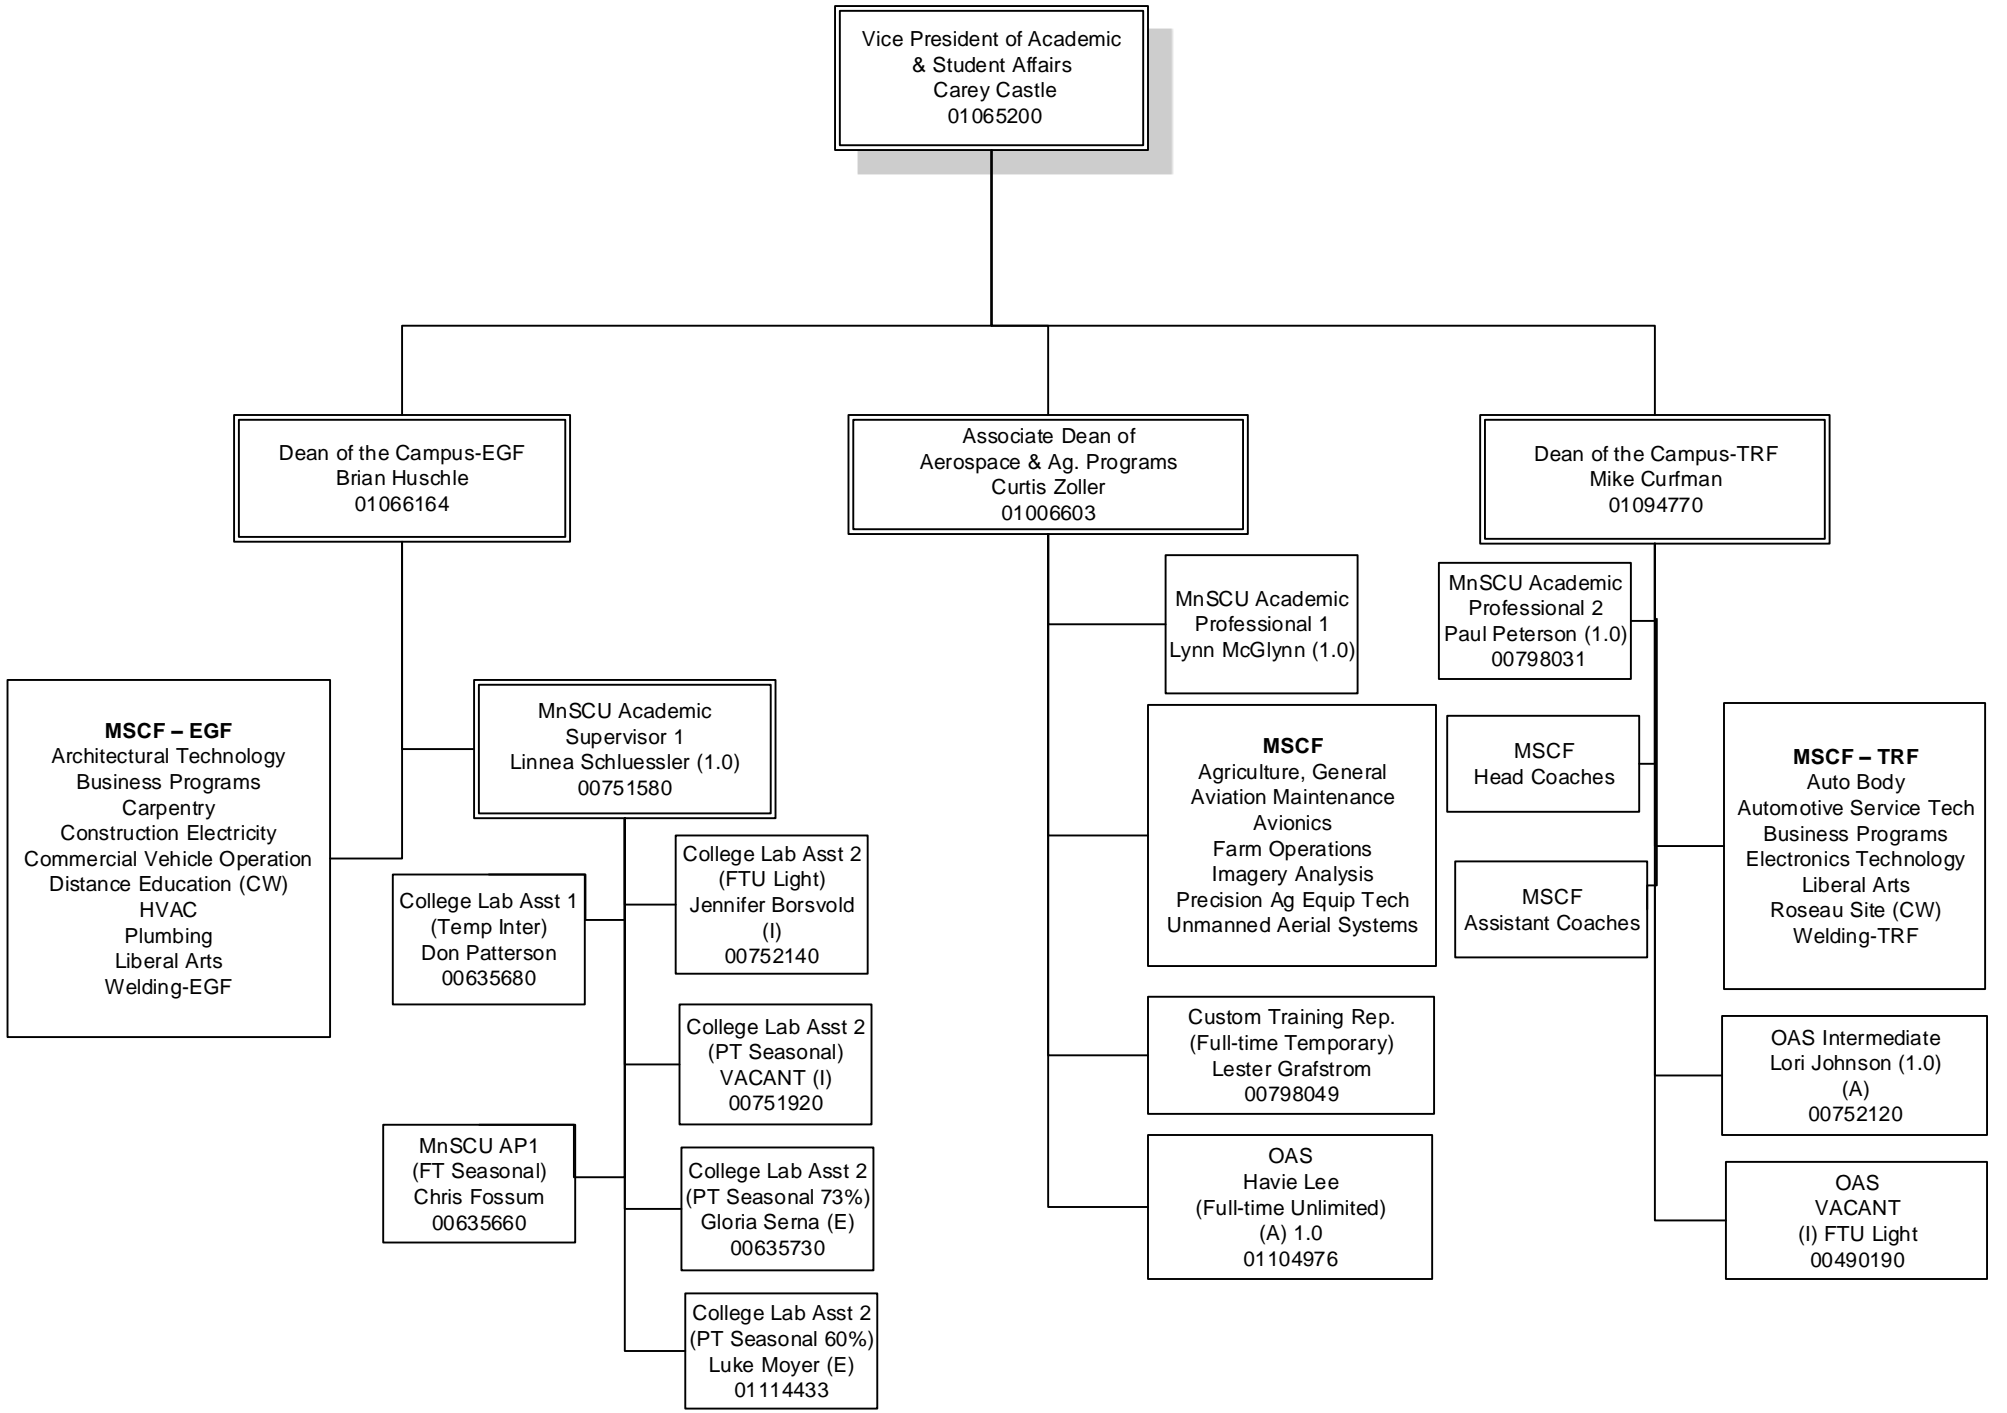 Vice President of Academic
& Student Affairs
Carey Castle
01065200
Dean of the Campus-EGF
Brian Huschle
01066164
Associate Dean of
Aerospace & Ag. Programs
Curtis Zoller
01006603
Dean of the Campus-TRF
Mike Curfman
01094770
MSCF – EGF
Architectural Technology
Business Programs
Carpentry
Construction Electricity
Commercial Vehicle Operation
Distance Education (CW)
HVAC
Plumbing
Liberal Arts
Welding-EGF
MnSCU Academic
Supervisor 1
Linnea Schluessler (1.0)
00751580
College Lab Asst 1
(Temp Inter)
Don Patterson
00635680
MnSCU AP1
(FT Seasonal)
Chris Fossum
00635660
College Lab Asst 2
(FTU Light)
Jennifer Borsvold
(I)
00752140
College Lab Asst 2
(PT Seasonal)
VACANT (I)
00751920
College Lab Asst 2
(PT Seasonal 73%)
Gloria Serna (E)
00635730
College Lab Asst 2
(PT Seasonal 60%)
Luke Moyer (E)
01114433
MnSCU Academic
Professional 1
Lynn McGlynn (1.0)
MSCF
Agriculture, General
Aviation Maintenance
Avionics
Farm Operations
Imagery Analysis
Precision Ag Equip Tech
Unmanned Aerial Systems
Custom Training Rep.
(Full-time Temporary)
Lester Grafstrom
00798049
OAS
Havie Lee
(Full-time Unlimited)
(A) 1.0
01104976
MnSCU Academic
Professional 2
Paul Peterson (1.0)
00798031
MSCF
Head Coaches
MSCF
Assistant Coaches
MSCF – TRF
Auto Body
Automotive Service Tech
Business Programs
Electronics Technology
Liberal Arts
Roseau Site (CW)
Welding-TRF
OAS Intermediate
Lori Johnson (1.0)
(A)
00752120
OAS
VACANT
(I) FTU Light
00490190